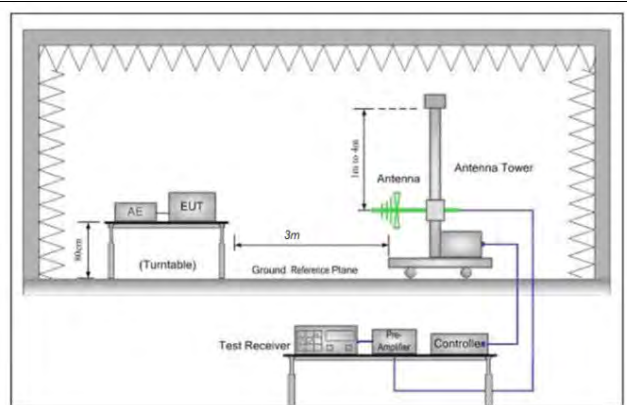 1m to 4m
Antenna
Antenna Tower
AE
EUT
80cm
(Turntable)
3m
Ground Reference Plane
Test Receiver
Pre-
Amplifier
Controller